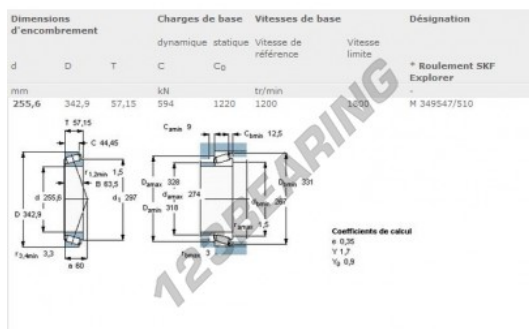 Dimensions d'encombrement Charges de base Vitesses de base Désignation
dynamique statique Vitesse de référence Vitesse limite
d D T C C0 * Roulement SKF Explorer
mm kN tr/min -
255,6 342,9 57,15 594 1220 1200 1800 M 349547/510
T 57,15
C 44,45
r1,2min 1,5
B 63,5
d 255,6
d1 297
D 342,9
r3,4min 3,3
a 60
Camin 9
Cbmin 12,5
Damax 328
damax 274
Damin 318
Dbmin 331
dbmin 267
ramax 1,5
rbmax 3
Coefficients de calcul
e 0,35
Y 1,7
Y0 0,9
123BEARING